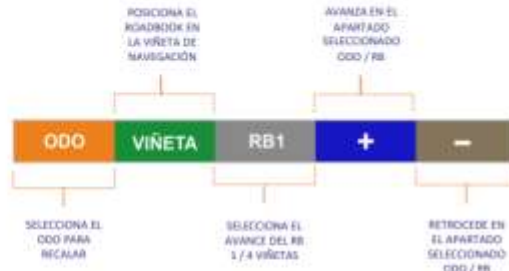 POSICIONA EL
ROADBOOK EN
LA VIÑETA DE
NAVEGACIÓN
AVANZA EN EL
APARTADO
SELECCIONADO
ODO / RB
ODO
VIÑETA
RB1
+
-
SELECCIONA EL
ODO PARA
RECALAR
SELECCIONA EL
AVANCE DEL RB
1 / 4 VIÑETAS
RETROCEDE EN
EL APARTADO
SELECCIONADO
ODO / RB